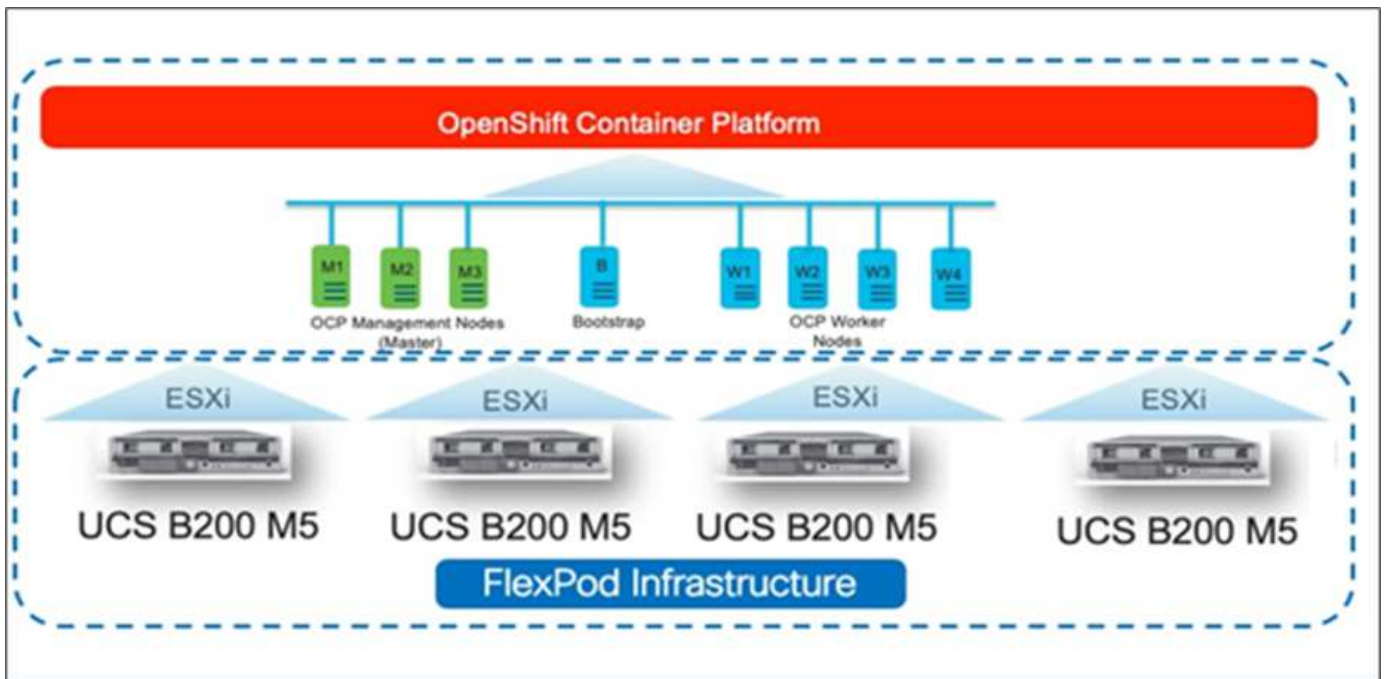 OpenShift Container Platform
M1 M2 M3 B W1 W2 W3 W4
OCP Management Nodes
(Master)
Bootstrap
OCP Worker
Nodes
ESXi ESXi ESXi ESXi
UCS B200 M5 UCS B200 M5 UCS B200 M5 UCS B200 M5
FlexPod Infrastructure